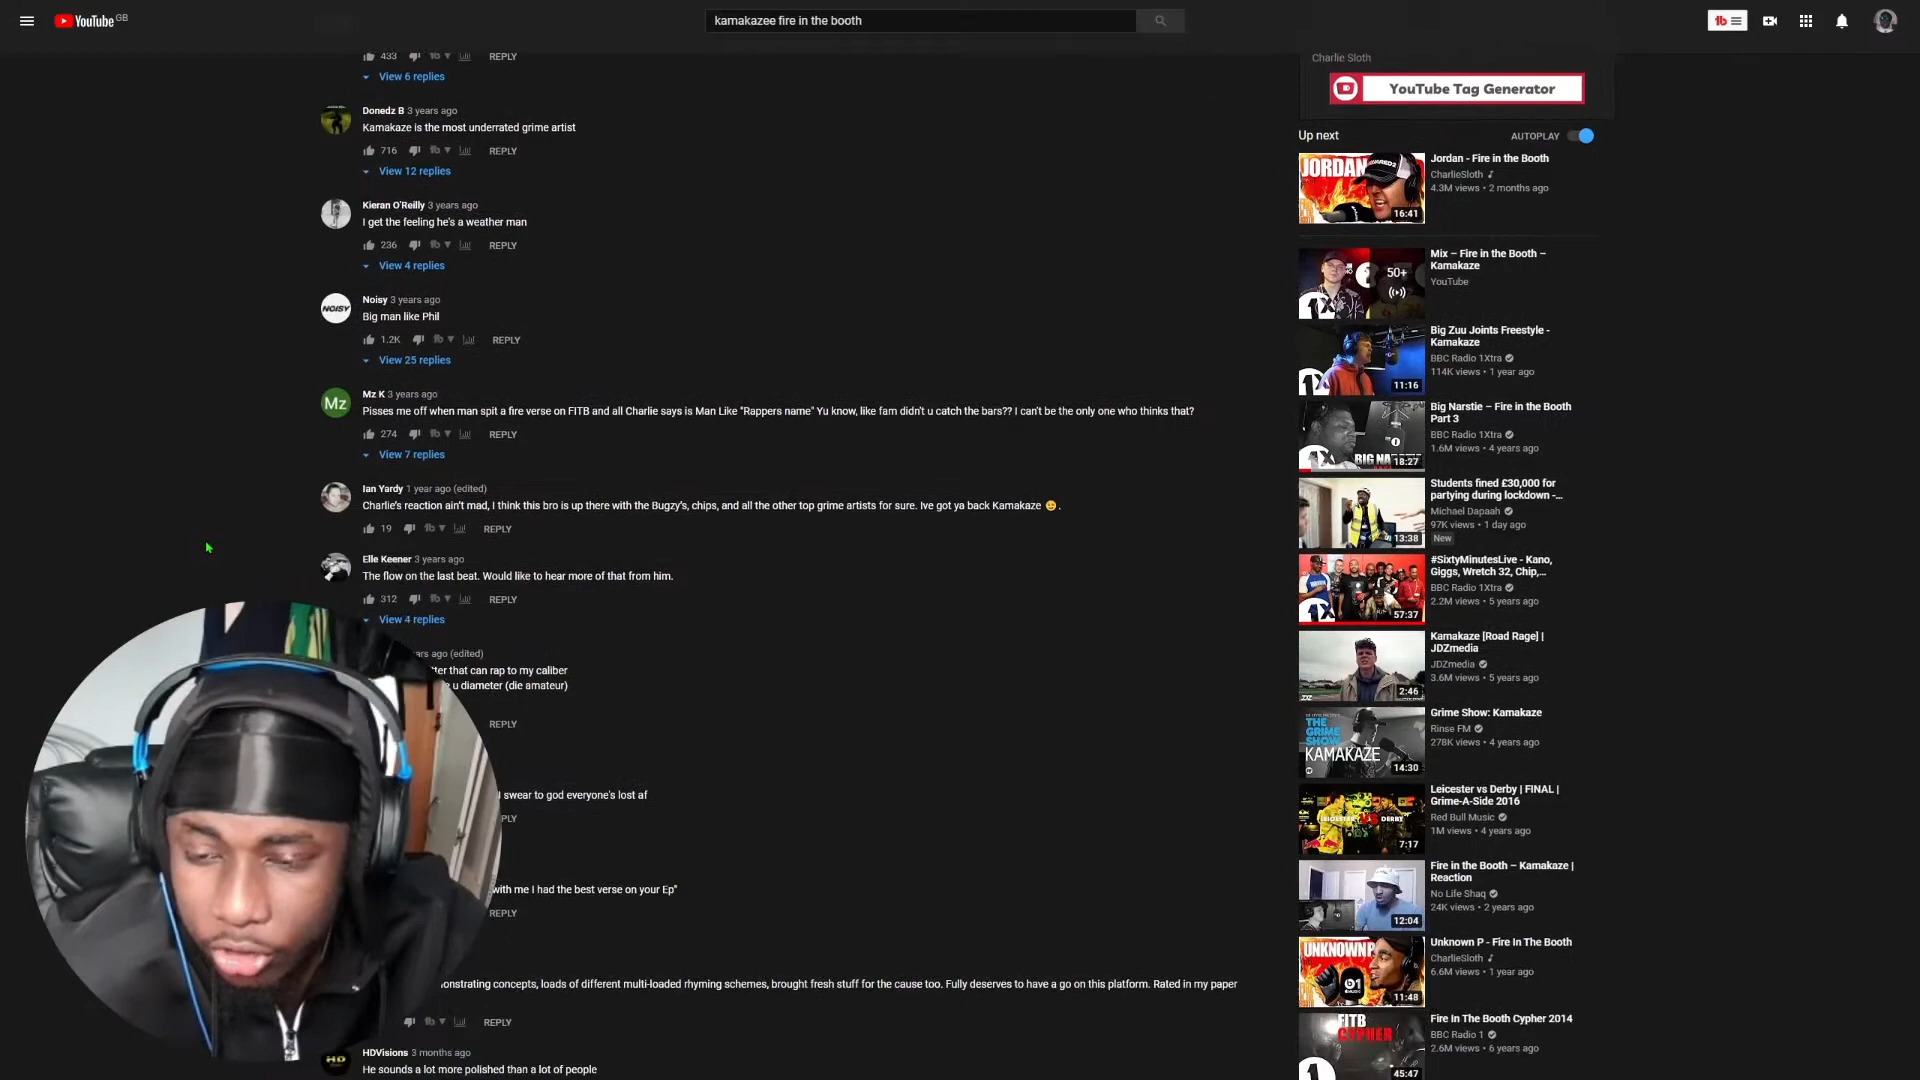 YouTube GB
kamakazee fire in the booth
433 REPLY
View 6 replies
Donedz B 3 years ago
Kamakaze is the most underrated grime artist
716 REPLY
View 12 replies
Kieran O'Reilly 3 years ago
I get the feeling he's a weather man
236 REPLY
View 4 replies
Noisy 3 years ago
Big man like Phil
1.2K REPLY
View 25 replies
Mz K 3 years ago
Pisses me off when man spit a fire verse on FITB and all Charlie says is Man Like "Rappers name" Yu know, like fam didn't u catch the bars?? I can't be the only one who thinks that?
274 REPLY
View 7 replies
Ian Yardy 1 year ago (edited)
Charlie's reaction ain't mad, I think this bro is up there with the Bugzy's, chips, and all the other top grime artists for sure. Ive got ya back Kamakaze 😉.
19 REPLY
Elle Keener 3 years ago
The flow on the last beat. Would like to hear more of that from him.
312 REPLY
View 4 replies
ago (edited)
that can rap to my caliber
u diameter (die amateur)
REPLY
I swear to god everyone's lost af
with me I had the best verse on your Ep"
REPLY
concepts, loads of different multi-loaded rhyming schemes, brought fresh stuff for the cause too. Fully deserves to have a go on this platform. Rated in my paper
REPLY
HDVisions 3 months ago
He sounds a lot more polished than a lot of people
Charlie Sloth
YouTube Tag Generator
Up next AUTOPLAY
JORDAN
16:41
Jordan - Fire in the Booth
CharlieSloth
4.3M views • 2 months ago
50+
Mix – Fire in the Booth –
Kamakaze
YouTube
11:16
Big Zuu Joints Freestyle -
Kamakaze
BBC Radio 1Xtra
114K views • 1 year ago
18:27
Big Narstie – Fire in the Booth
Part 3
BBC Radio 1Xtra
1.6M views • 4 years ago
13:38
Students fined £30,000 for
partying during lockdown -...
Michael Dapaah
97K views • 1 day ago
New
57:37
#SixtyMinutesLive - Kano,
Giggs, Wretch 32, Chip,...
BBC Radio 1Xtra
2.2M views • 5 years ago
2:46
Kamakaze [Road Rage] |
JDZmedia
JDZmedia
3.6M views • 5 years ago
THE
GRIME
SHOW
KAMAKAZE
14:30
Grime Show: Kamakaze
Rinse FM
278K views • 4 years ago
7:17
Leicester vs Derby | FINAL |
Grime-A-Side 2016
Red Bull Music
1M views • 4 years ago
12:04
Fire in the Booth – Kamakaze |
Reaction
No Life Shaq
24K views • 2 years ago
UNKNOWN P
11:48
Unknown P - Fire In The Booth
CharlieSloth
6.6M views • 1 year ago
FITB
CYPHER
45:47
Fire In The Booth Cypher 2014
BBC Radio 1
2.6M views • 6 years ago